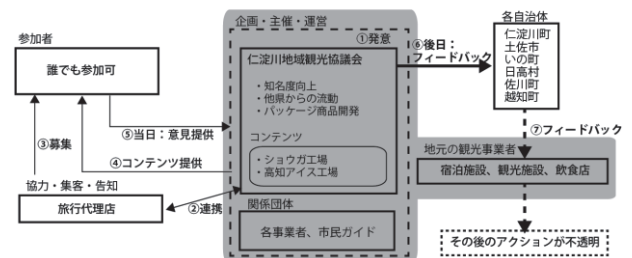 企画・主催・運営
①発意
仁淀川地域観光協議会
・知名度向上
・他県からの流動
・パッケージ商品開発
コンテンツ
・ショウガ工場
・高知アイス工場
関係団体
各事業者、市民ガイド
参加者
誰でも参加可
③募集
⑤当日：意見提供
④コンテンツ提供
協力・集客・告知
旅行代理店
②連携
⑥後日：
フィードバック
各自治体
仁淀川町
土佐市
いの町
日高村
佐川町
越知町
⑦フィードバック
地元の観光事業者
宿泊施設、観光施設、飲食店
その後のアクションが不透明